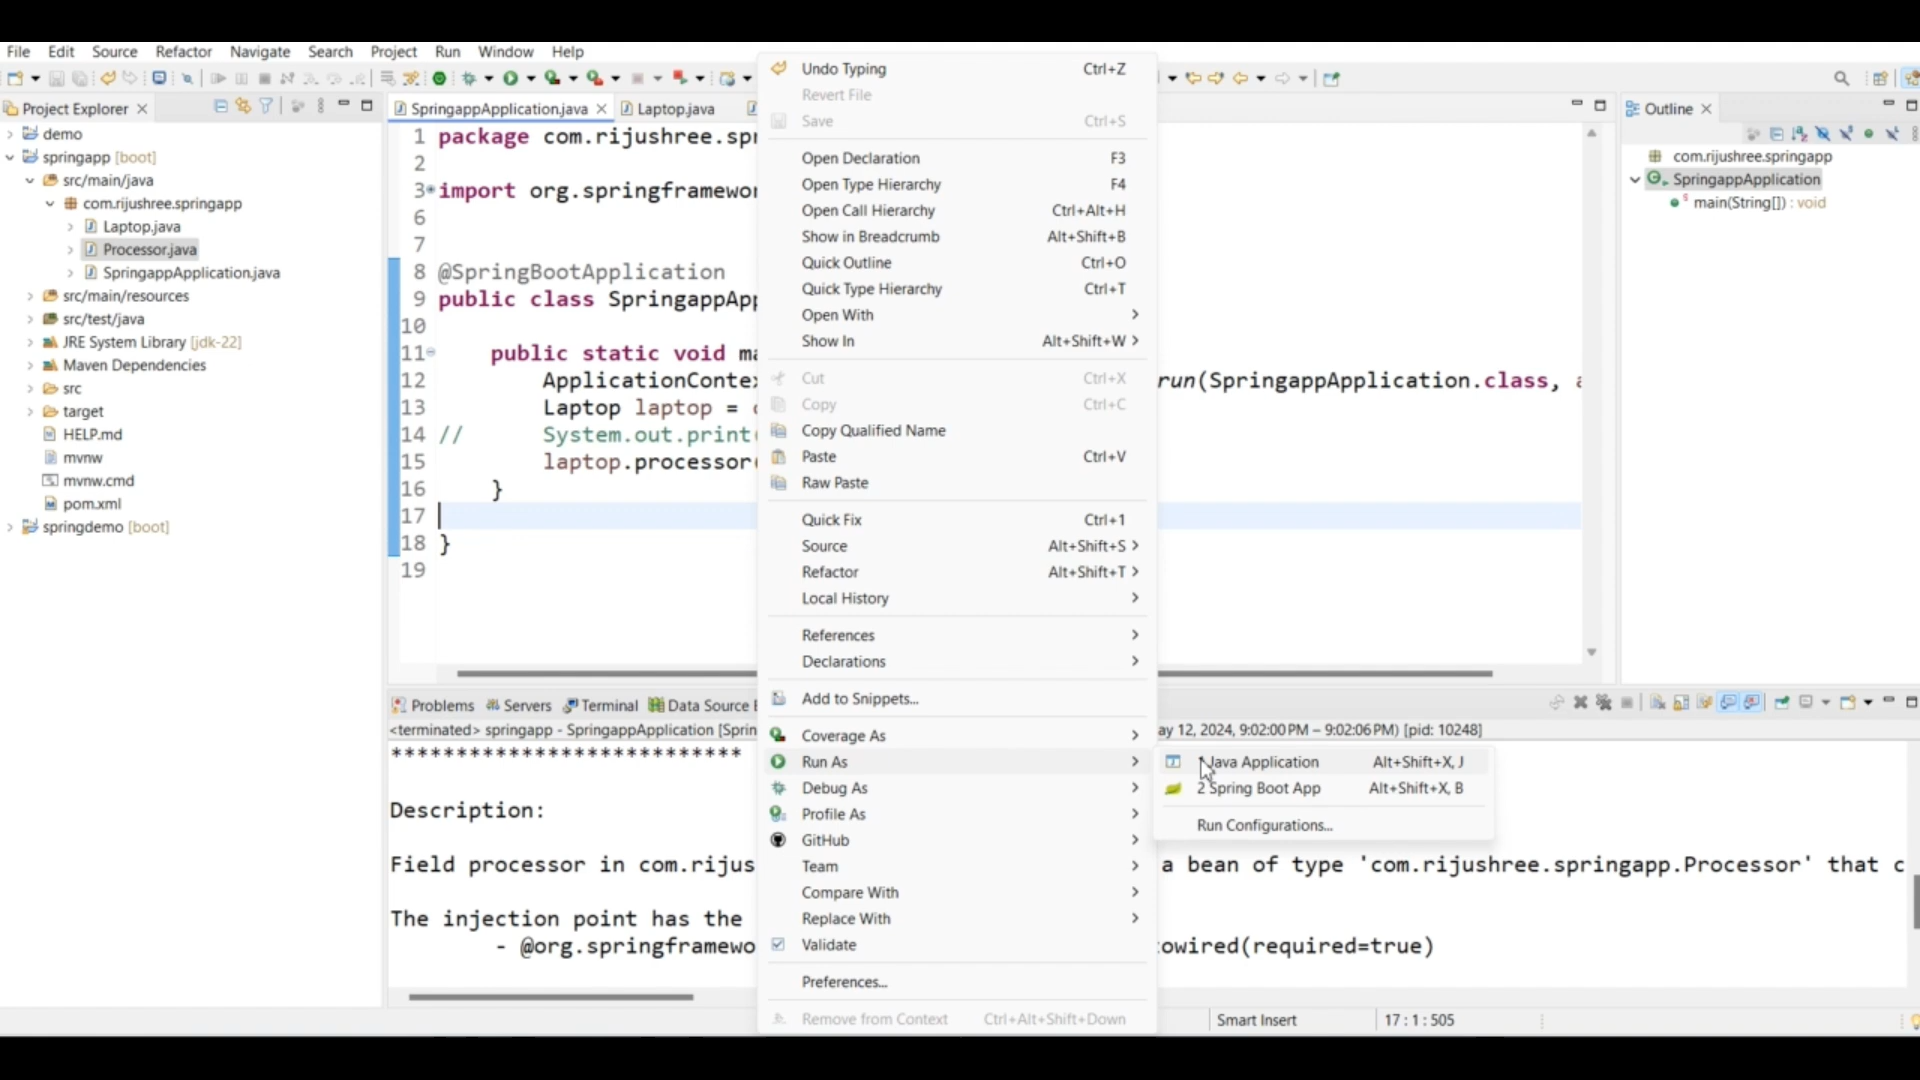 File Edit Source Refactor Navigate Search Project Run Window Help
Project Explorer
demo
springapp [boot]
src/main/java
com.rijushree.springapp
Laptop.java
Processor.java
SpringappApplication.java
src/main/resources
src/test/java
JRE System Library [jdk-22]
Maven Dependencies
src
target
HELP.md
mvnw
mvnw.cmd
pom.xml
springdemo [boot]
SpringappApplication.java Laptop.java
1 package com.rijushree.spr
2
3 import org.springframewor
6
7
8 @SpringBootApplication
9 public class SpringappApp
10
11 public static void ma
12 ApplicationContex run(SpringappApplication.class, a
13 Laptop laptop = c
14 // System.out.print(
15 laptop.processor(
16 }
17
18 }
19
Undo Typing Ctrl+Z
Revert File
Save Ctrl+S
Open Declaration F3
Open Type Hierarchy F4
Open Call Hierarchy Ctrl+Alt+H
Show in Breadcrumb Alt+Shift+B
Quick Outline Ctrl+O
Quick Type Hierarchy Ctrl+T
Open With
Show In Alt+Shift+W
Cut Ctrl+X
Copy Ctrl+C
Copy Qualified Name
Paste Ctrl+V
Raw Paste
Quick Fix Ctrl+1
Source Alt+Shift+S
Refactor Alt+Shift+T
Local History
References
Declarations
Add to Snippets...
Coverage As
Run As
Debug As
Profile As
GitHub
Team
Compare With
Replace With
Validate
Preferences...
Remove from Context Ctrl+Alt+Shift+Down
Java Application Alt+Shift+X, J
2 Spring Boot App Alt+Shift+X, B
Run Configurations...
Outline
com.rijushree.springapp
SpringappApplication
main(String[]) : void
Problems Servers Terminal Data Source E
<terminated> springapp - SpringappApplication [Sprin ay 12, 2024, 9:02:00 PM – 9:02:06 PM) [pid: 10248]
***************************
Description:
Field processor in com.rijus a bean of type 'com.rijushree.springapp.Processor' that c
The injection point has the
- @org.springframewo towired(required=true)
Smart Insert 17 : 1 : 505